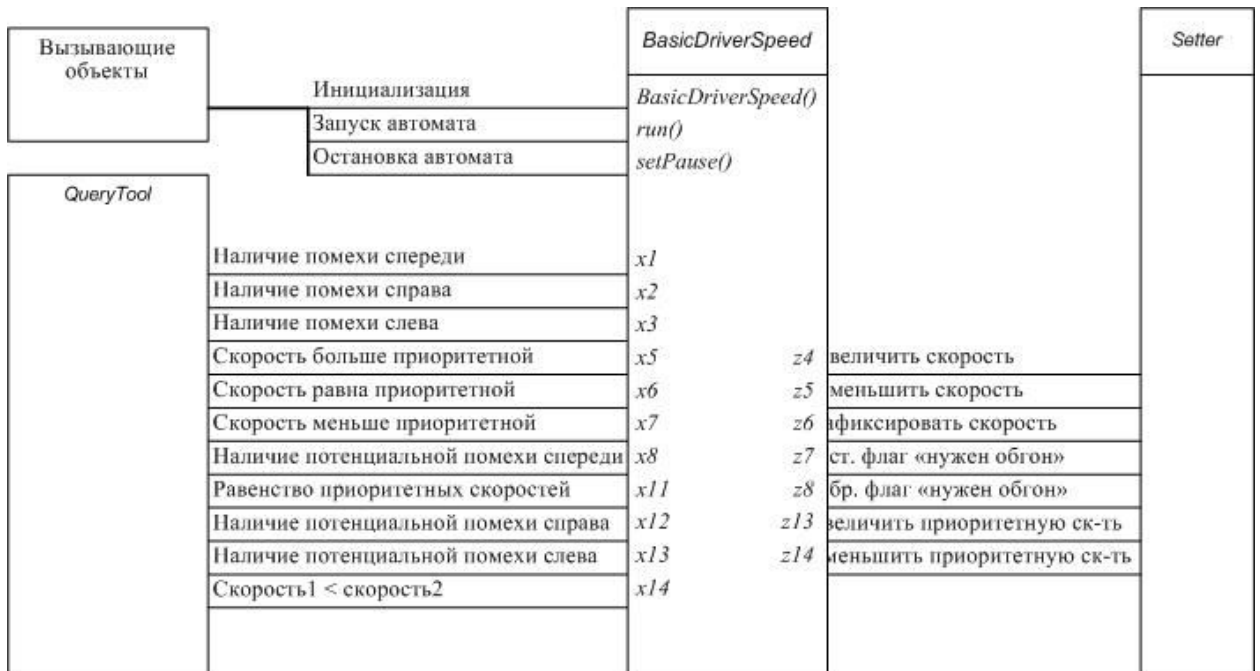 Вызывающие
объекты
BasicDriverSpeed
Setter
Инициализация
BasicDriverSpeed()
Запуск автомата
run()
Остановка автомата
setPause()
QueryTool
Наличие помехи спереди x1
Наличие помехи справа x2
Наличие помехи слева x3
Скорость больше приоритетной x5
z4 величить скорость
Скорость равна приоритетной x6
z5 меньшить скорость
Скорость меньше приоритетной x7
z6 афиксировать скорость
Наличие потенциальной помехи спереди x8
z7 ст. флаг «нужен обгон»
Равенство приоритетных скоростей x11
z8 бр. флаг «нужен обгон»
Наличие потенциальной помехи справа x12
z13 величить приоритетную ск-ть
Наличие потенциальной помехи слева x13
z14 меньшить приоритетную ск-ть
Скорость1 < скорость2 x14